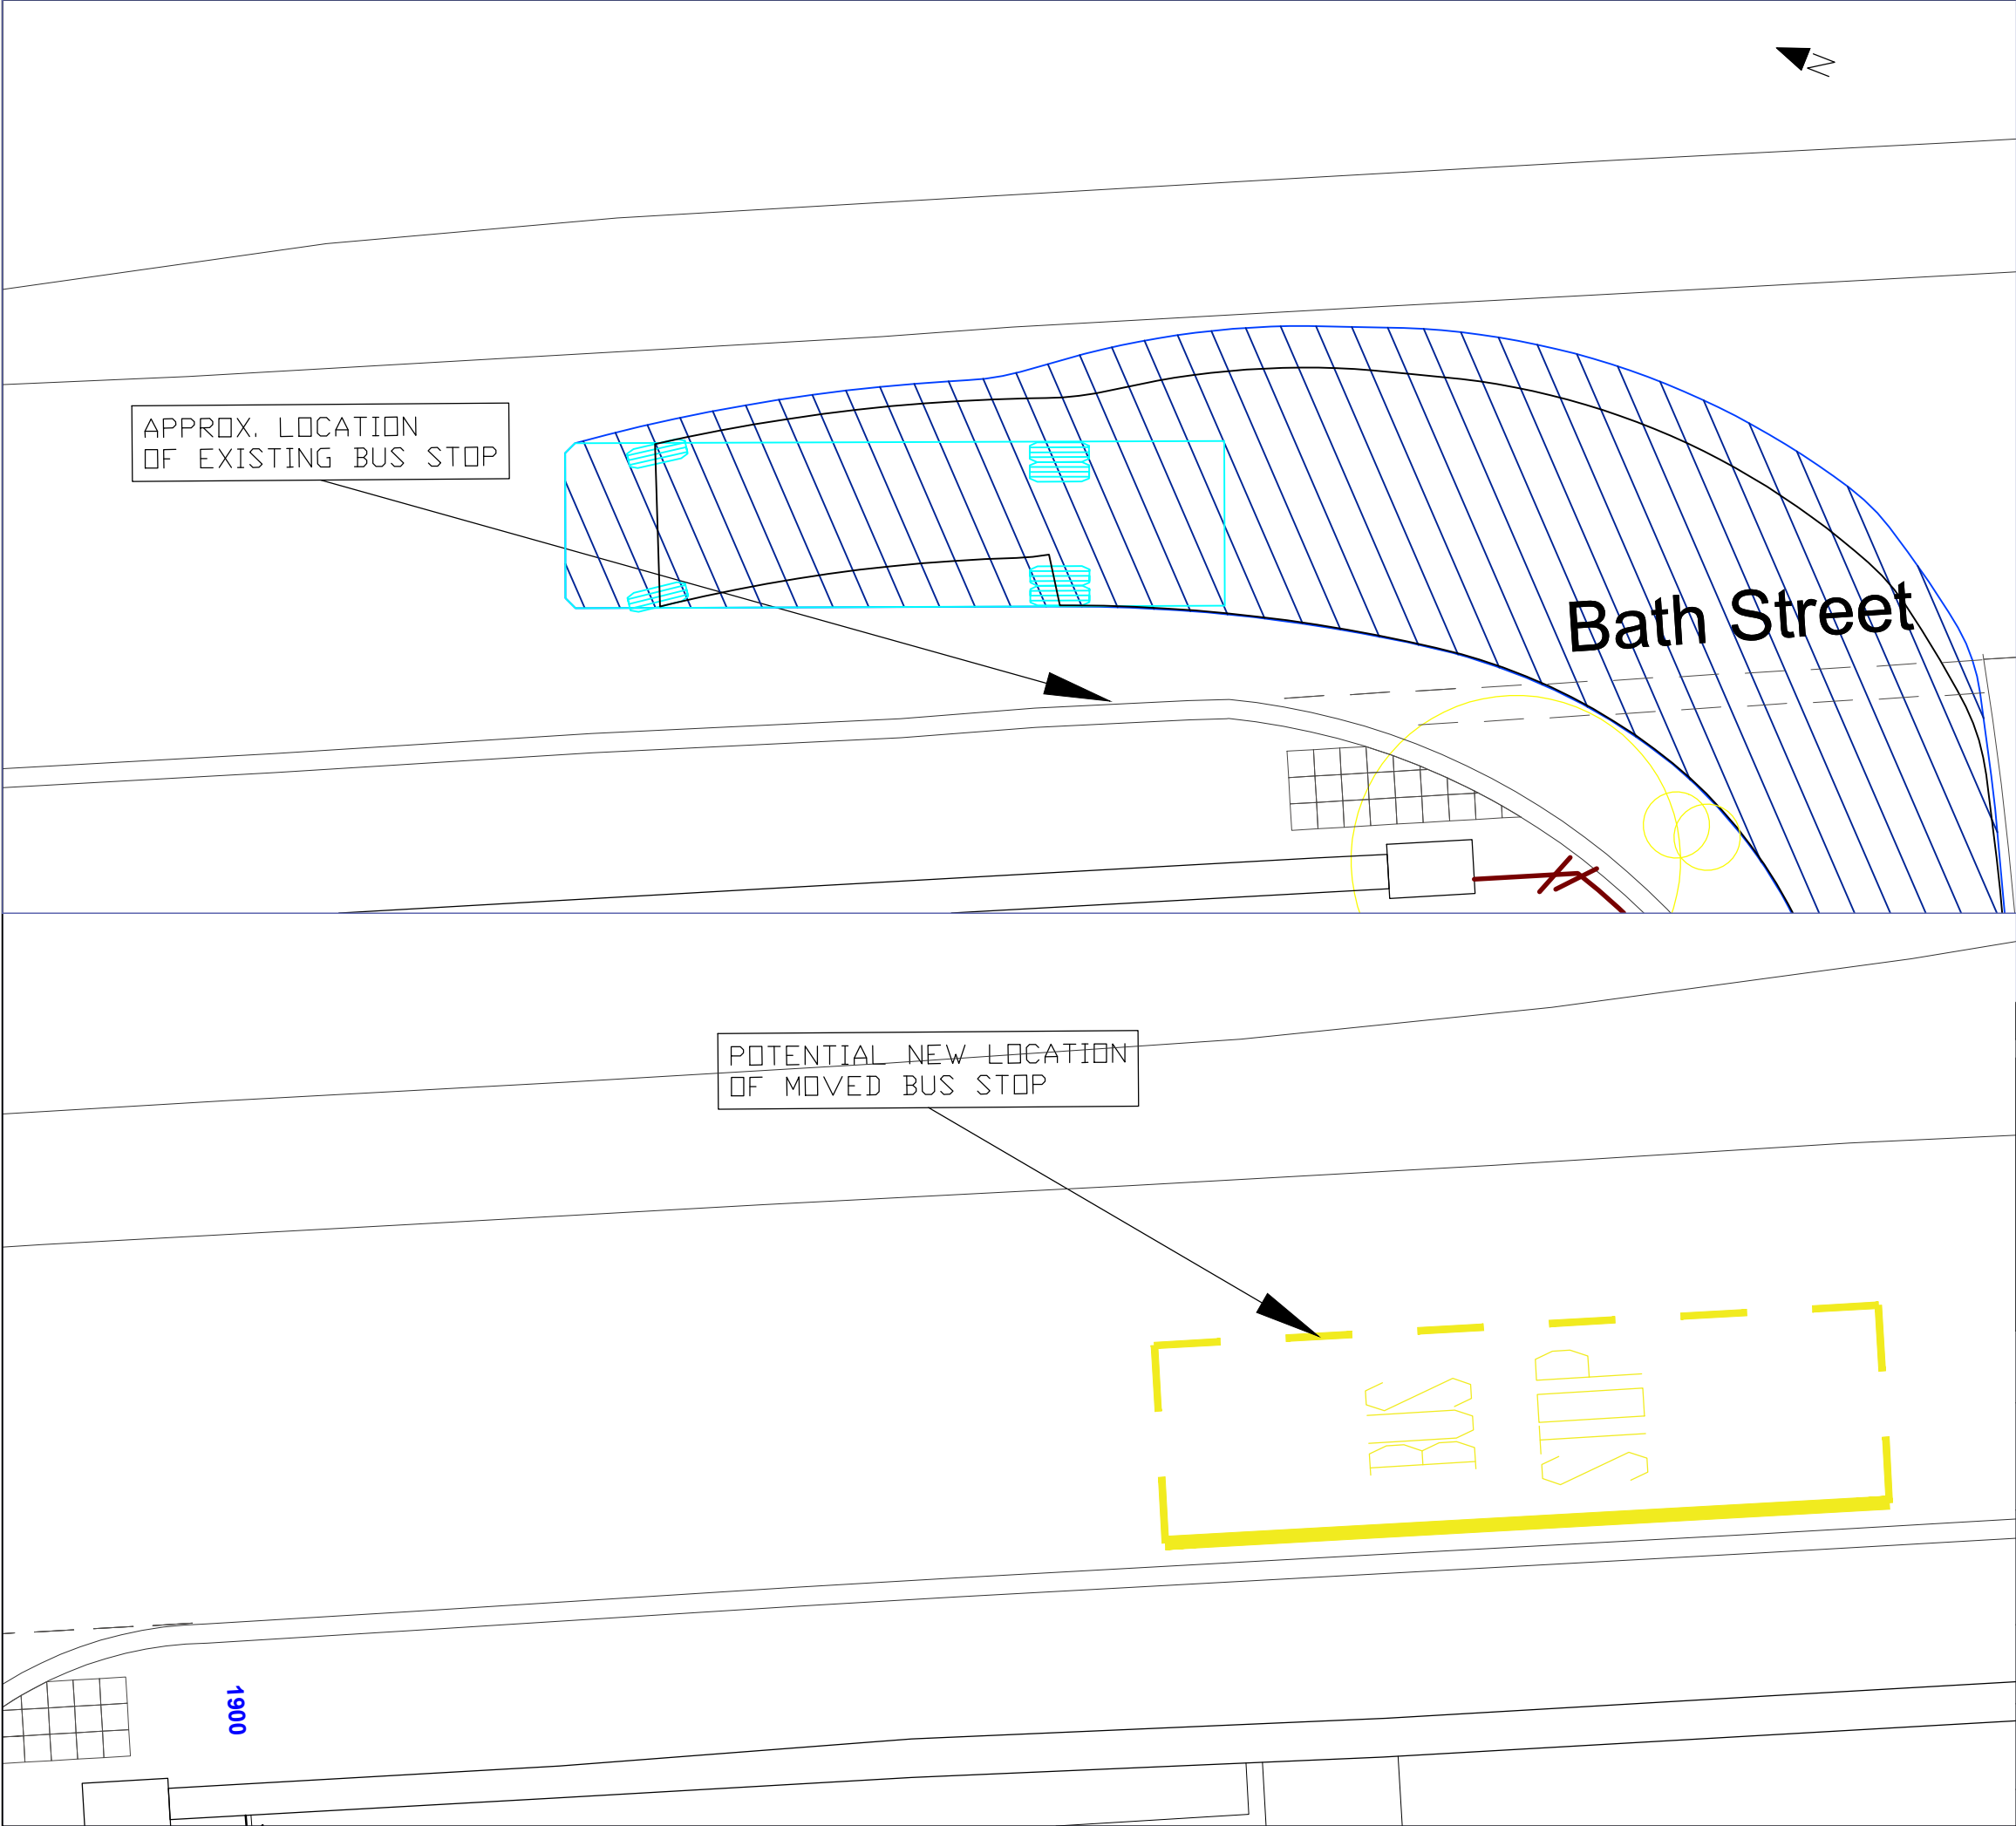 N
APPROX. LOCATION
OF EXISTING BUS STOP
Bath Street
POTENTIAL NEW LOCATION
OF MOVED BUS STOP
BUS
STOP
1900